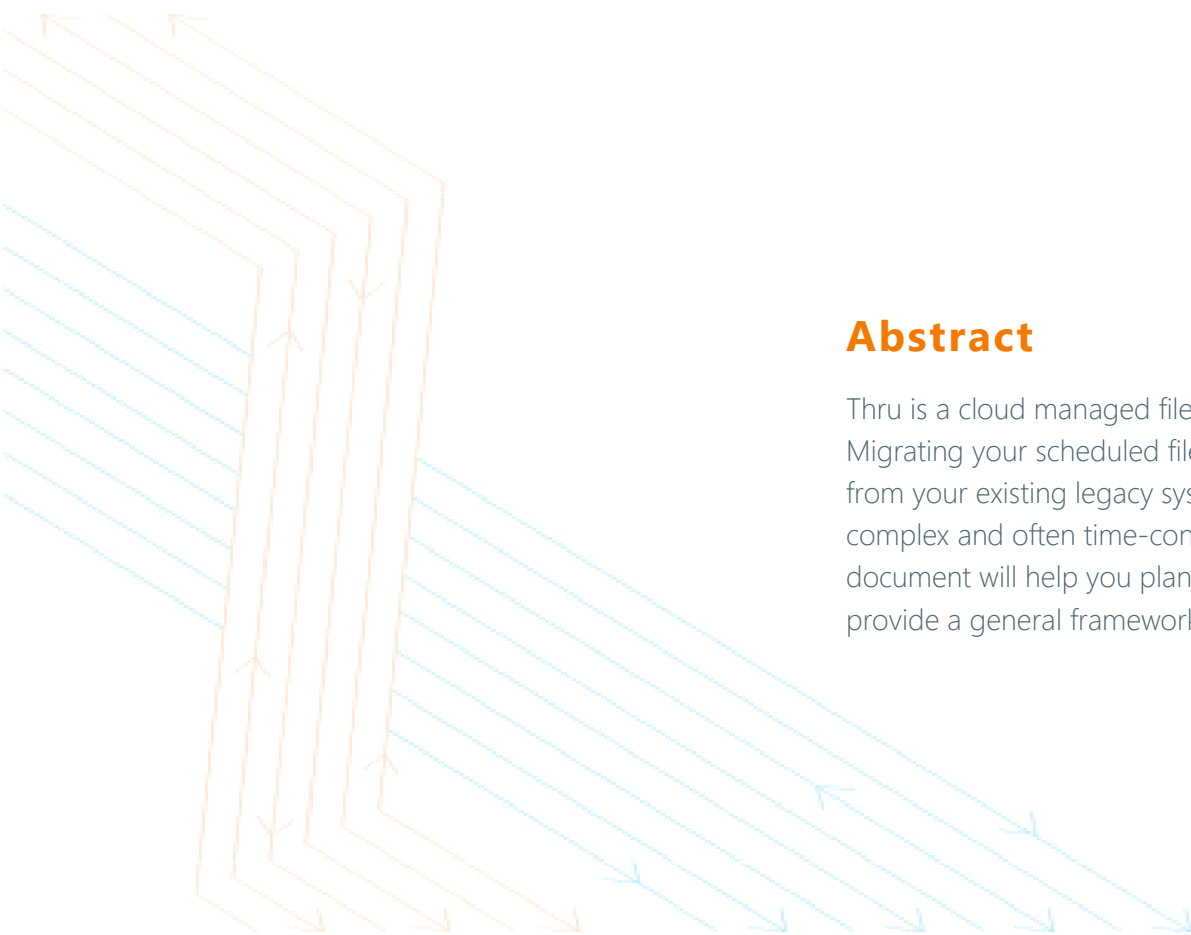 Abstract
Thru is a cloud managed file
Migrating your scheduled file
from your existing legacy sys
complex and often time-con
document will help you plan
provide a general framework